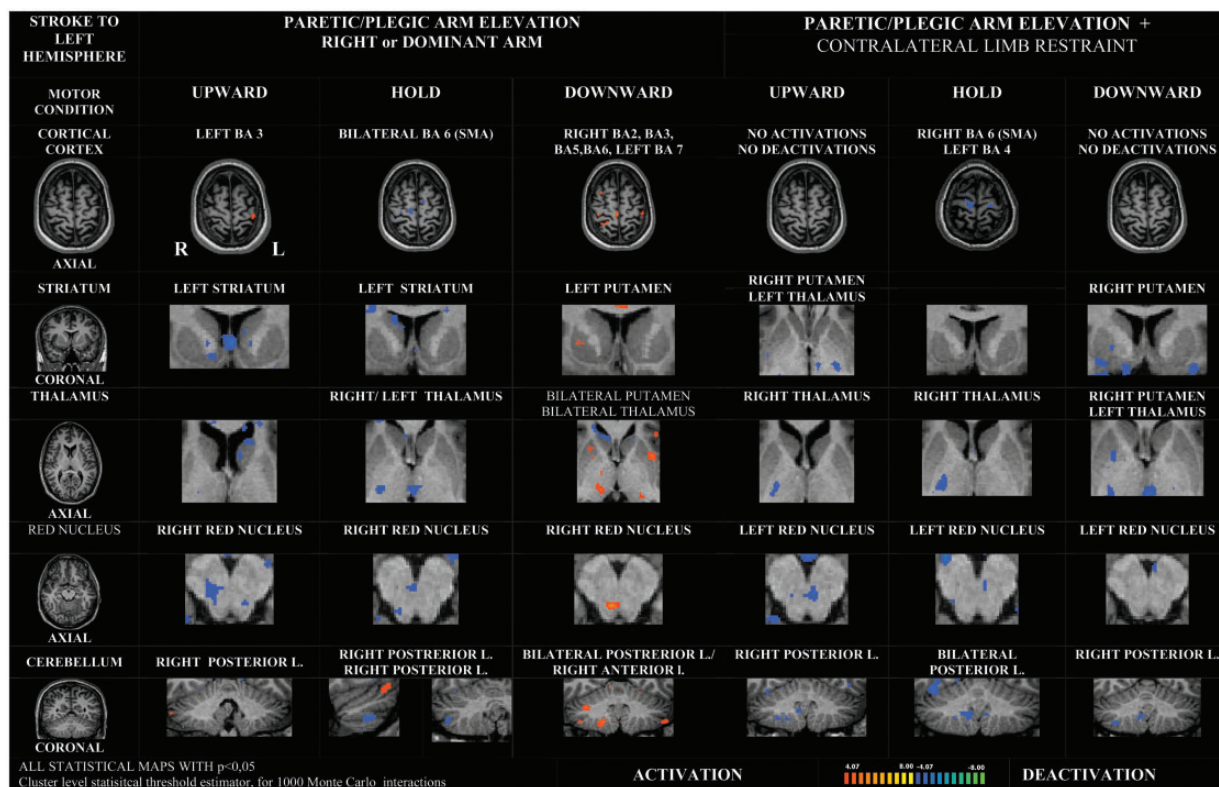 STROKE TO
LEFT
HEMISPHERE
PARETIC/PLEGIC ARM ELEVATION
RIGHT or DOMINANT ARM
PARETIC/PLEGIC ARM ELEVATION +
CONTRALATERAL LIMB RESTRAINT
MOTOR
CONDITION
UPWARD
HOLD
DOWNWARD
UPWARD
HOLD
DOWNWARD
CORTICAL
CORTEX
LEFT BA 3
BILATERAL BA 6 (SMA)
RIGHT BA2, BA3,
BA5,BA6, LEFT BA 7
NO ACTIVATIONS
NO DEACTIVATIONS
RIGHT BA 6 (SMA)
LEFT BA 4
NO ACTIVATIONS
NO DEACTIVATIONS
R
L
AXIAL
STRIATUM
LEFT STRIATUM
LEFT STRIATUM
LEFT PUTAMEN
RIGHT PUTAMEN
LEFT THALAMUS
RIGHT PUTAMEN
CORONAL
THALAMUS
RIGHT/ LEFT THALAMUS
BILATERAL PUTAMEN
BILATERAL THALAMUS
RIGHT THALAMUS
RIGHT THALAMUS
RIGHT PUTAMEN
LEFT THALAMUS
AXIAL
RED NUCLEUS
RIGHT RED NUCLEUS
RIGHT RED NUCLEUS
RIGHT RED NUCLEUS
LEFT RED NUCLEUS
LEFT RED NUCLEUS
LEFT RED NUCLEUS
AXIAL
CEREBELLUM
RIGHT POSTERIOR L.
RIGHT POSTRERIOR L.
RIGHT POSTERIOR L.
BILATERAL POSTRERIOR L./
RIGHT ANTERIOR l.
RIGHT POSTERIOR L.
BILATERAL
POSTERIOR L.
RIGHT POSTERIOR L.
CORONAL
ALL STATISTICAL MAPS WITH p<0,05
Cluster level statisitcal threshold estimator, for 1000 Monte Carlo interactions
ACTIVATION
4.07
8.00
-4.07
-8.00
DEACTIVATION